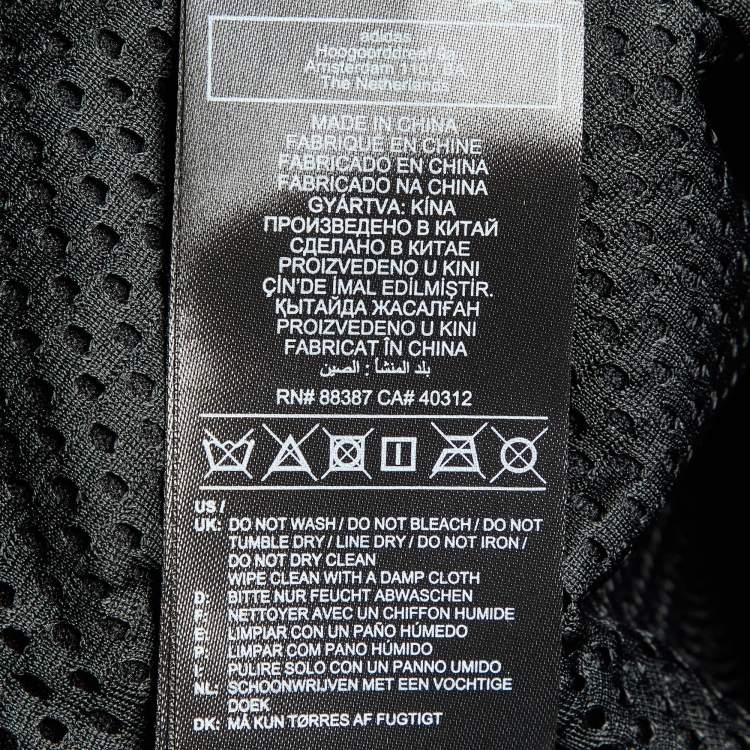 adidas
Hoogoorddreef 9a
Amsterdam 1101 BA
The Netherlands
MADE IN CHINA
FABRIQUE EN CHINE
FABRICADO EN CHINA
FABRICADO NA CHINA
GYÁRTVA: KÍNA
ПРОИЗВЕДЕНО В КИТАЙ
СДЕЛАНО В КИТАЕ
PROIZVEDENO U KINI
ÇİN'DE İMAL EDİLMİŞTİR.
ҚЫТАЙДА ЖАСАЛҒАН
PROIZVEDENO U KINI
FABRICAT ÎN CHINA
بلد المنشأ : الصين
RN# 88387 CA# 40312
US /
UK: DO NOT WASH / DO NOT BLEACH / DO NOT
TUMBLE DRY / LINE DRY / DO NOT IRON /
DO NOT DRY CLEAN
WIPE CLEAN WITH A DAMP CLOTH
D: BITTE NUR FEUCHT ABWASCHEN
F: NETTOYER AVEC UN CHIFFON HUMIDE
E: LIMPIAR CON UN PAÑO HÚMEDO
P: LIMPAR COM PANO HÚMIDO
I: PULIRE SOLO CON UN PANNO UMIDO
NL: SCHOONWRIJVEN MET EEN VOCHTIGE
DOEK
DK: MÅ KUN TØRRES AF FUGTIGT